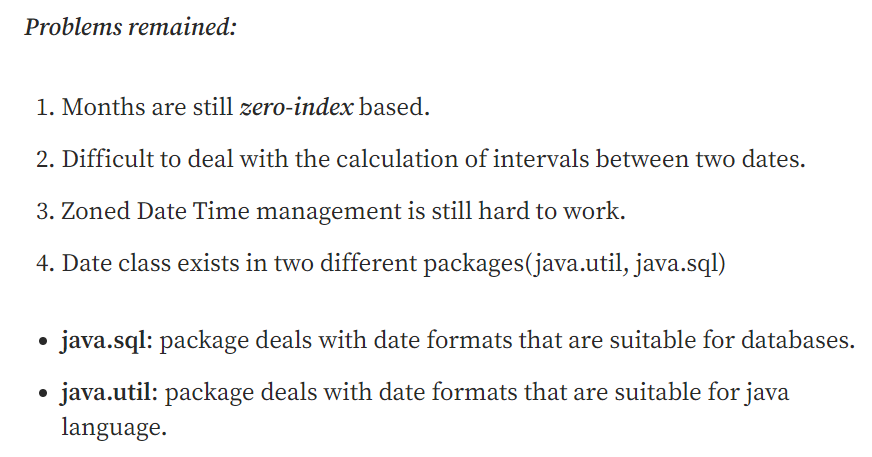 Problems remained:
1. Months are still zero-index based.
2. Difficult to deal with the calculation of intervals between two dates.
3. Zoned Date Time management is still hard to work.
4. Date class exists in two different packages(java.util, java.sql)
• java.sql: package deals with date formats that are suitable for databases.
• java.util: package deals with date formats that are suitable for java
language.